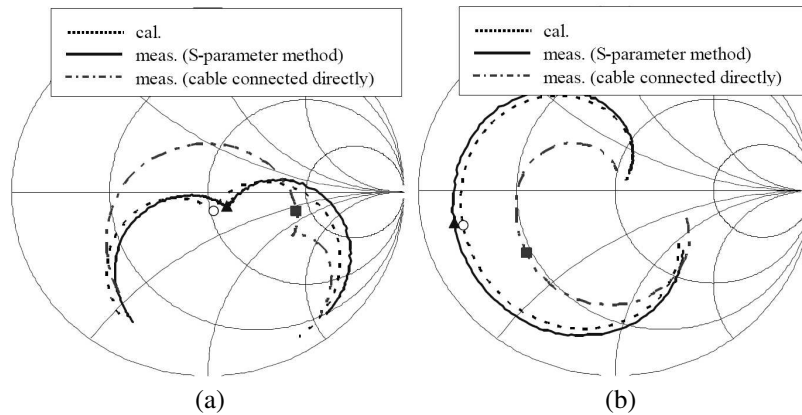 cal.
meas. (S-parameter method)
meas. (cable connected directly)
cal.
meas. (S-parameter method)
meas. (cable connected directly)
(a)
(b)